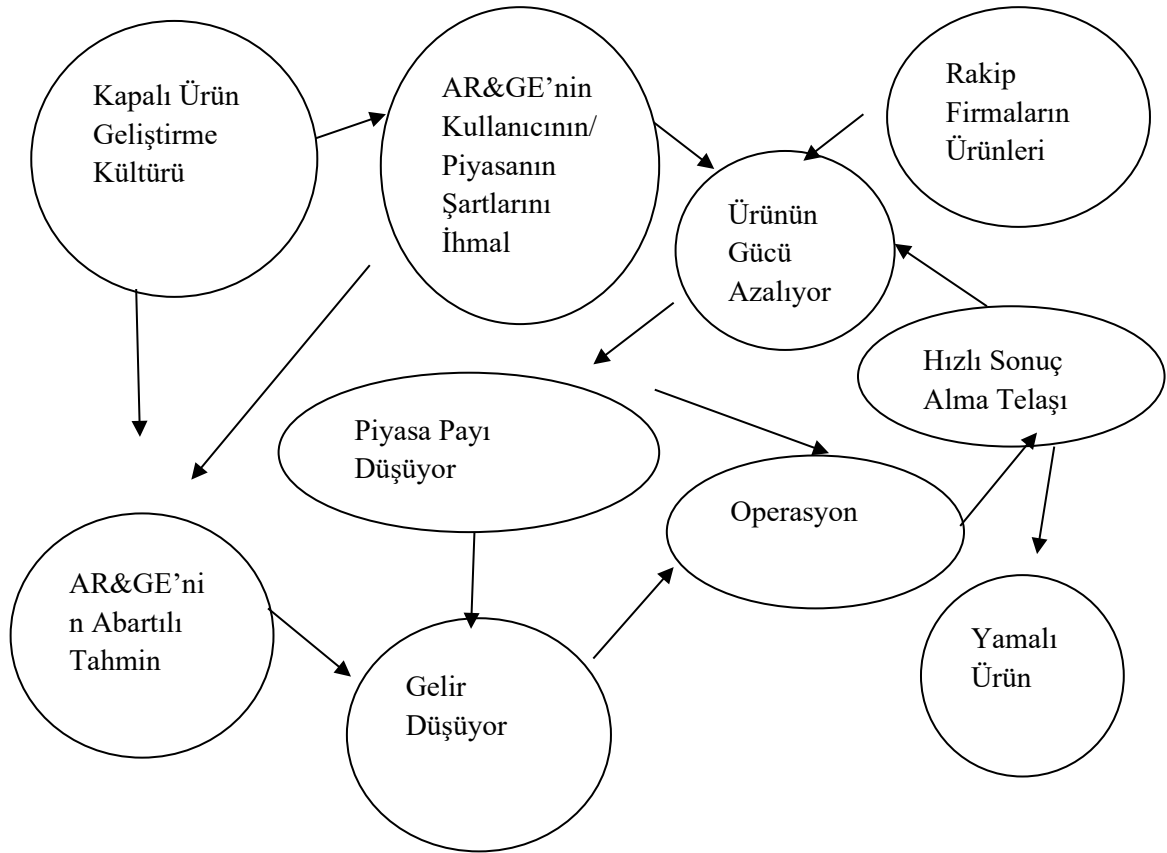 Kapalı Ürün
Geliştirme
Kültürü
AR&GE’nin
Kullanıcının/
Piyasanın
Şartlarını
İhmal
Rakip
Firmaların
Ürünleri
Ürünün
Gücü
Azalıyor
Hızlı Sonuç
Alma Telaşı
Piyasa Payı
Düşüyor
Operasyon
AR&GE’ni
n Abartılı
Tahmin
Gelir
Düşüyor
Yamalı
Ürün